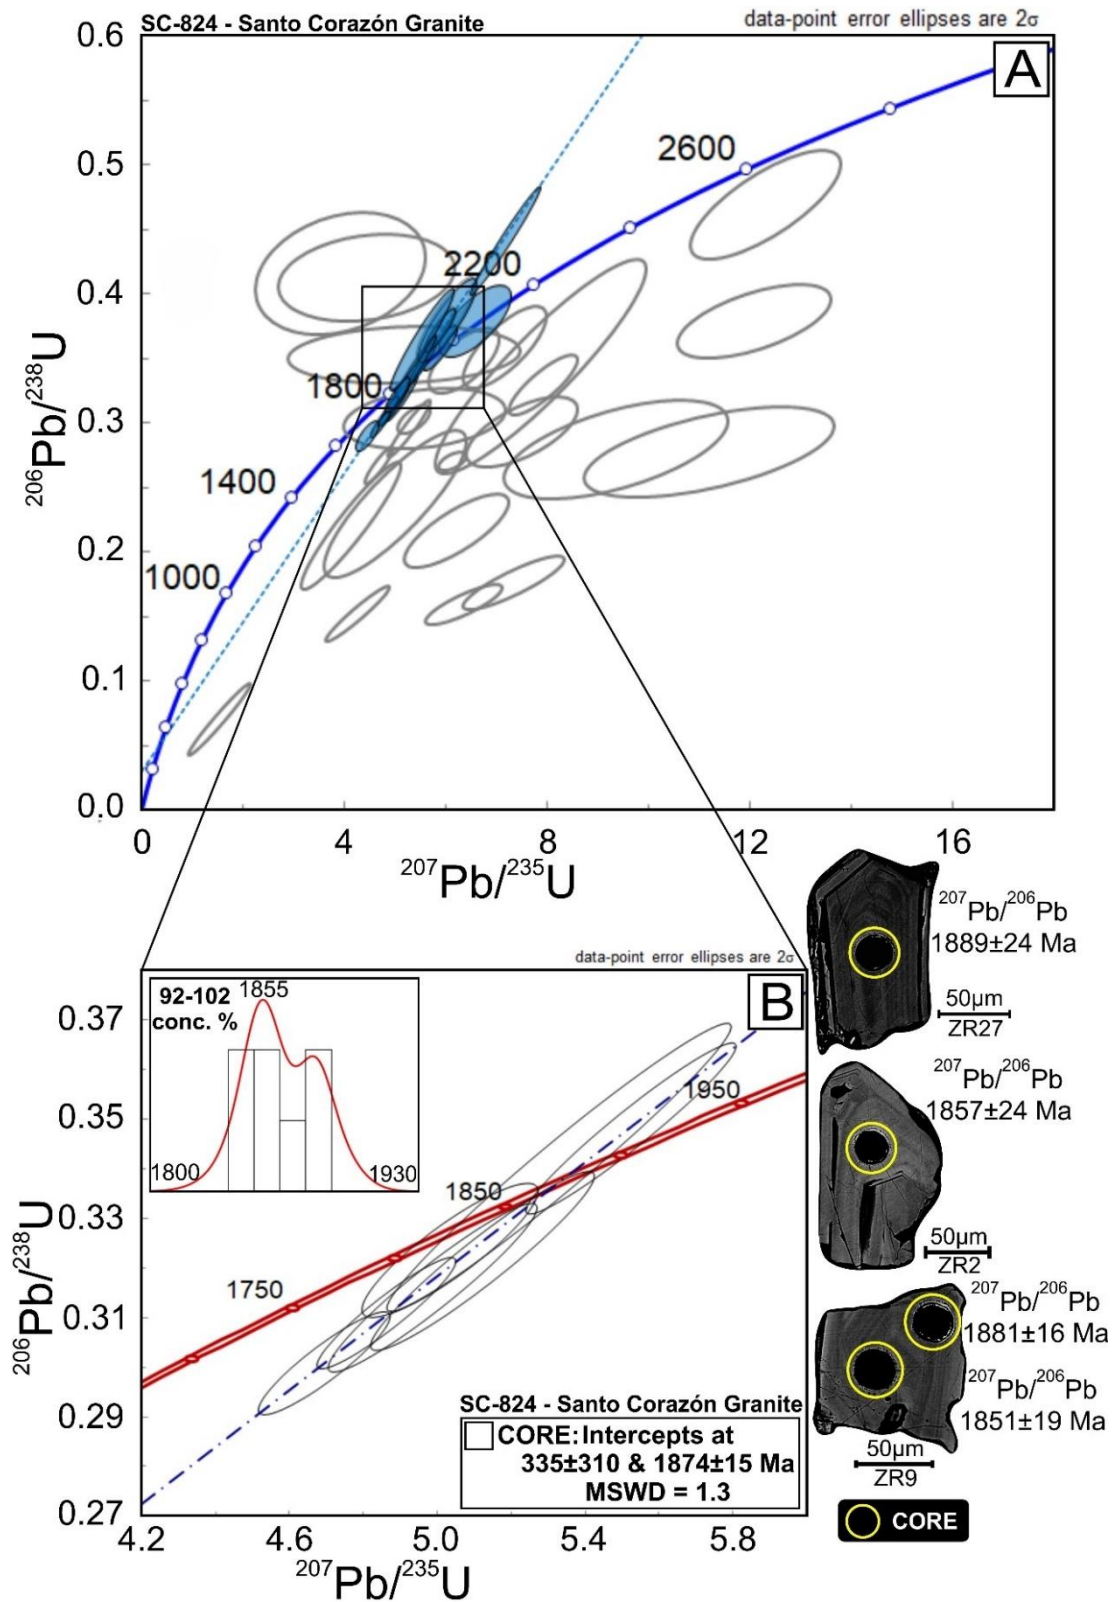 SC-824 - Santo Corazón Granite
data-point error ellipses are 2σ
A
0.6
0.5
0.4
0.3
0.2
0.1
0.0
²⁰⁶Pb/²³⁸U
2600
2200
1800
1400
1000
0 4 8 12 16
²⁰⁷Pb/²³⁵U
data-point error ellipses are 2σ
B
92-102
conc. %
1855
1800
1930
0.37
0.35
0.33
0.31
0.29
0.27
²⁰⁶Pb/²³⁸U
1950
1850
1750
SC-824 - Santo Corazón Granite
CORE: Intercepts at
335±310 & 1874±15 Ma
MSWD = 1.3
4.2 4.6 5.0 5.4 5.8
²⁰⁷Pb/²³⁵U
²⁰⁷Pb/²⁰⁶Pb
1889±24 Ma
50µm
ZR27
²⁰⁷Pb/²⁰⁶Pb
1857±24 Ma
50µm
ZR2
²⁰⁷Pb/²⁰⁶Pb
1881±16 Ma
²⁰⁷Pb/²⁰⁶Pb
1851±19 Ma
50µm
ZR9
CORE